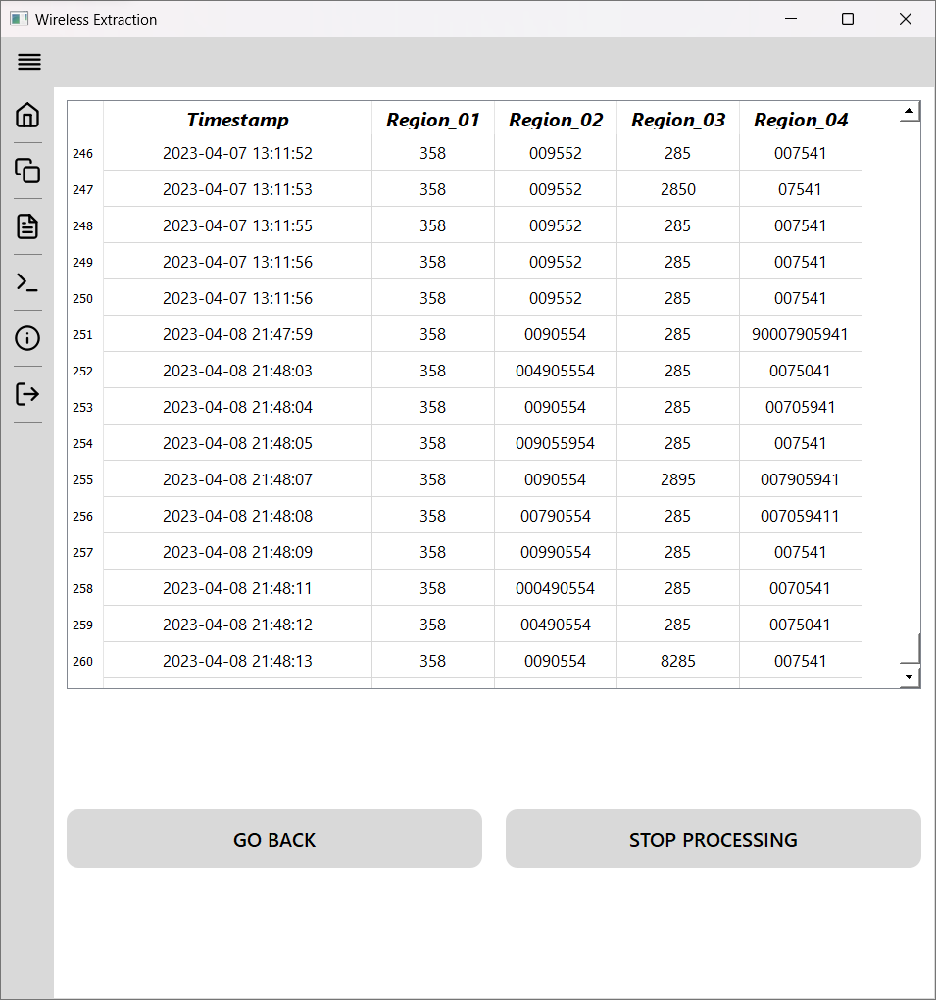 Wireless Extraction
Timestamp Region_01 Region_02 Region_03 Region_04
246 2023-04-07 13:11:52 358 009552 285 007541
247 2023-04-07 13:11:53 358 009552 2850 07541
248 2023-04-07 13:11:55 358 009552 285 007541
249 2023-04-07 13:11:56 358 009552 285 007541
250 2023-04-07 13:11:56 358 009552 285 007541
251 2023-04-08 21:47:59 358 0090554 285 90007905941
252 2023-04-08 21:48:03 358 004905554 285 0075041
253 2023-04-08 21:48:04 358 0090554 285 00705941
254 2023-04-08 21:48:05 358 009055954 285 007541
255 2023-04-08 21:48:07 358 0090554 2895 007905941
256 2023-04-08 21:48:08 358 00790554 285 007059411
257 2023-04-08 21:48:09 358 00990554 285 007541
258 2023-04-08 21:48:11 358 000490554 285 0070541
259 2023-04-08 21:48:12 358 00490554 285 0075041
260 2023-04-08 21:48:13 358 0090554 8285 007541
GO BACK STOP PROCESSING